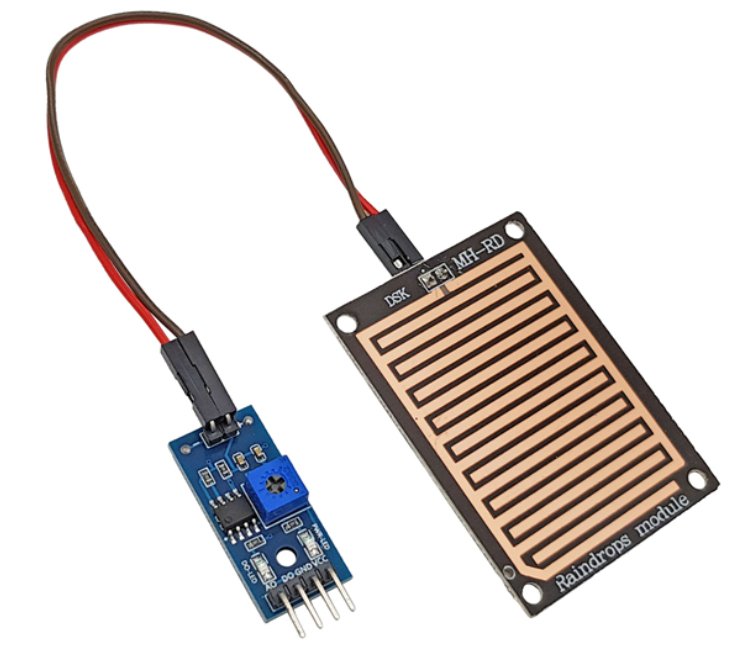 MH-RD
DSK
Raindrops module
PWR-LED
DO-LED
AO DO GND VCC